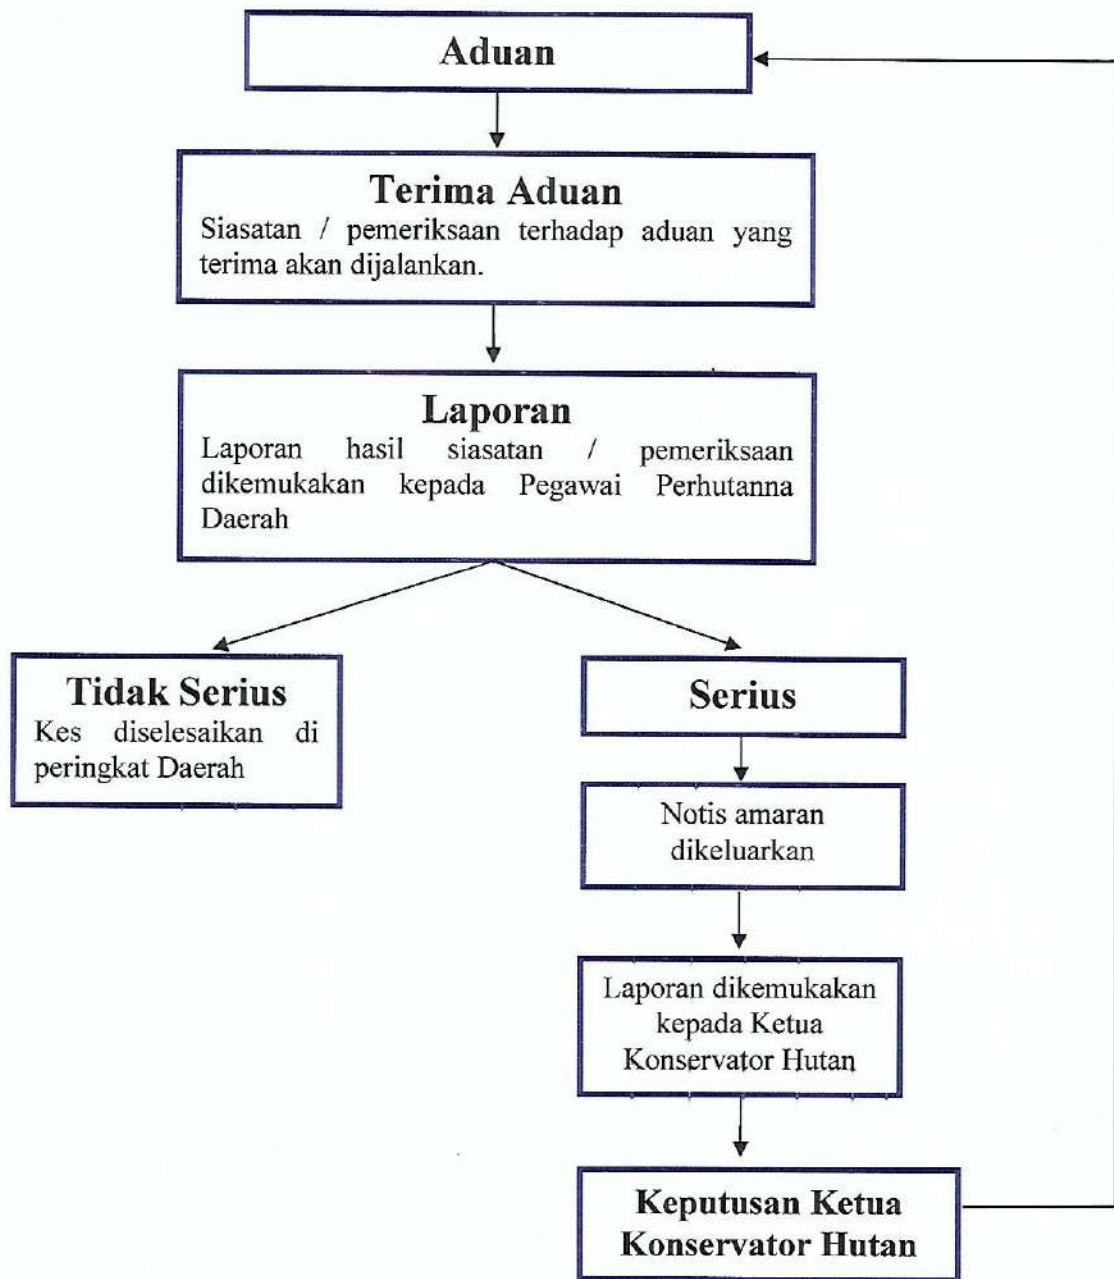 Aduan
Terima Aduan
Siasatan / pemeriksaan terhadap aduan yang
terima akan dijalankan.
Laporan
Laporan hasil siasatan / pemeriksaan
dikemukakan kepada Pegawai Perhutanna
Daerah
Tidak Serius
Kes diselesaikan di
peringkat Daerah
Serius
Notis amaran
dikeluarkan
Laporan dikemukakan
kepada Ketua
Konservator Hutan
Keputusan Ketua
Konservator Hutan